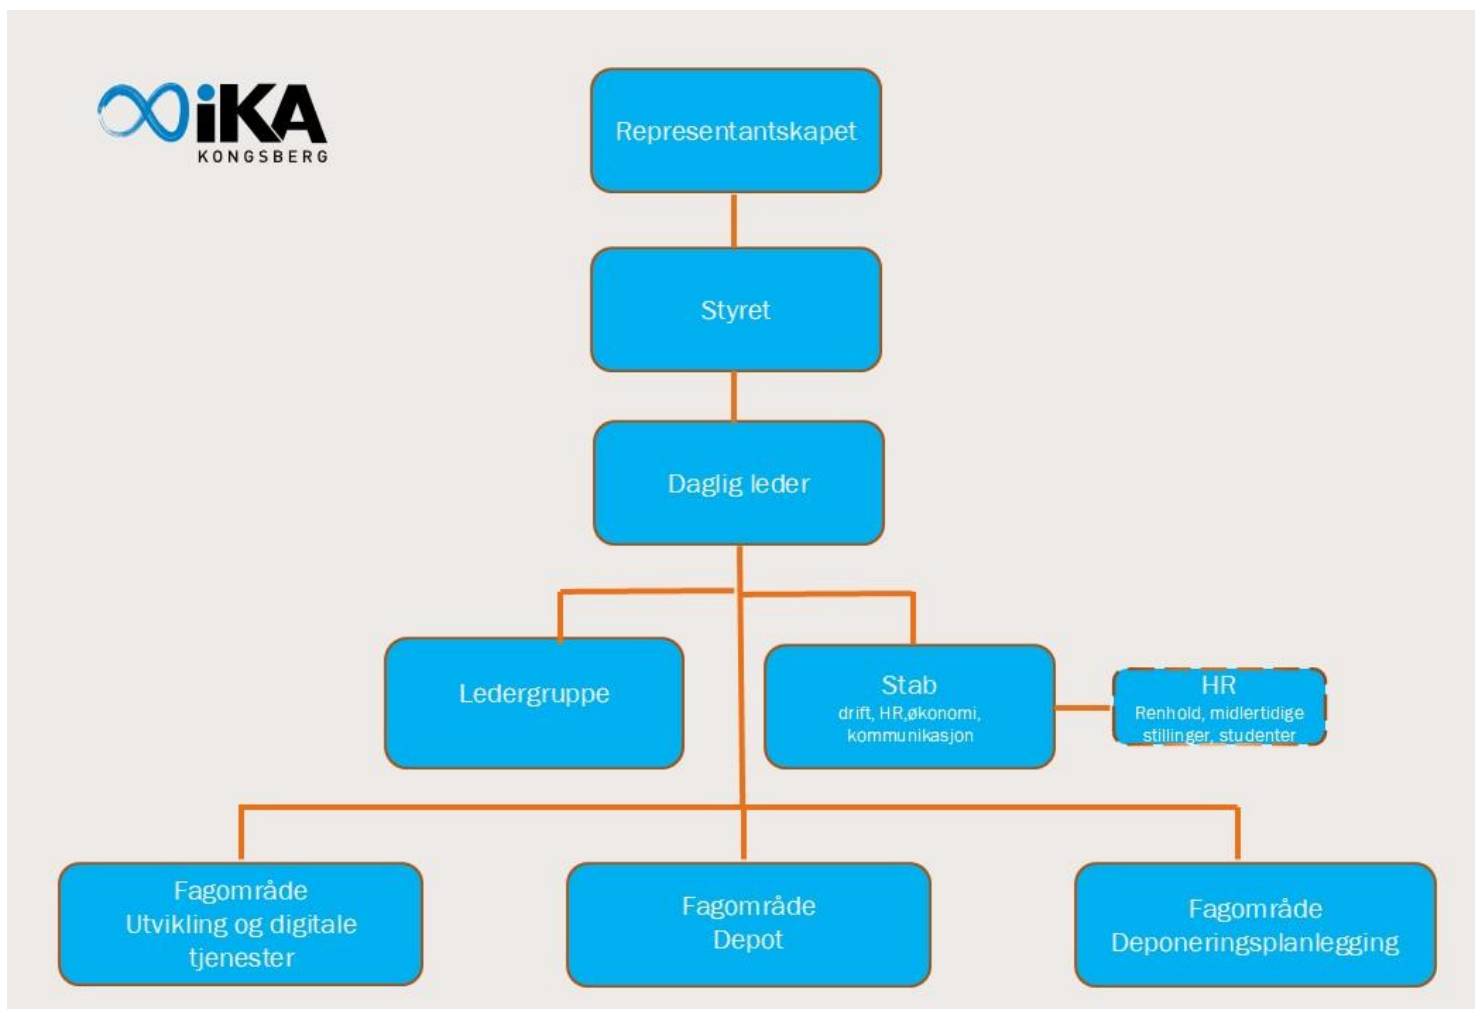 iKA
KONGSBERG
Representantskapet
Styret
Daglig leder
Ledergruppe
Stab
drift, HR,økonomi,
kommunikasjon
HR
Renhold, midlertidige
stillinger, studenter
Fagområde
Utvikling og digitale
tjenester
Fagområde
Depot
Fagområde
Deponeringsplanlegging